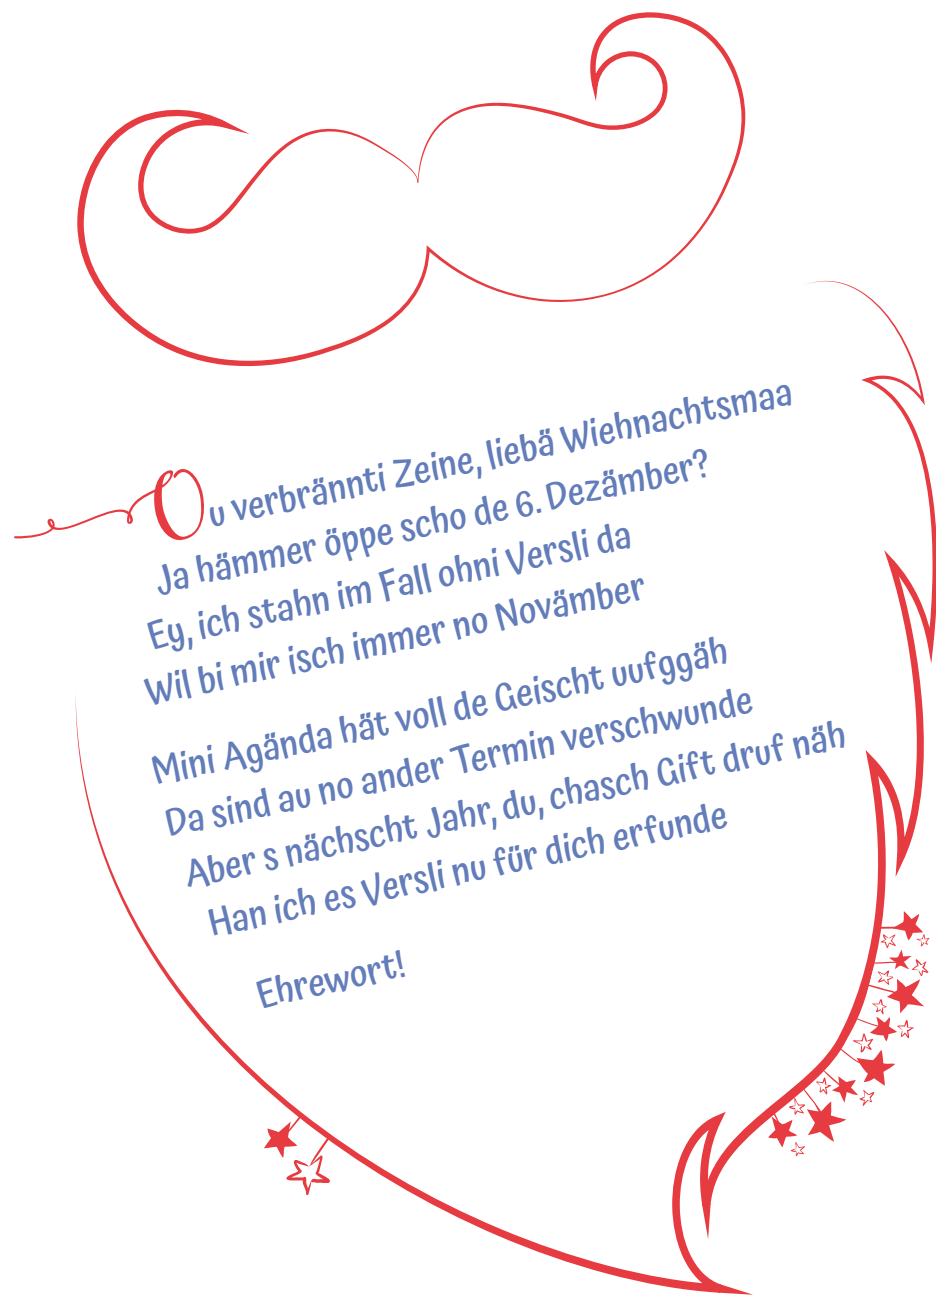 Ou verbrännti Zeine, liebä Wiehnachtsmaa
Ja hämmer öppe scho de 6. Dezämber?
Ey, ich stahn im Fall ohni Versli da
Wil bi mir isch immer no Novämber
Mini Agända hät voll de Geischt uufggäh
Da sind au no ander Termin verschwunde
Aber s nächscht Jahr, du, chasch Gift druf näh
Han ich es Versli nu für dich erfunde
Ehrewort!